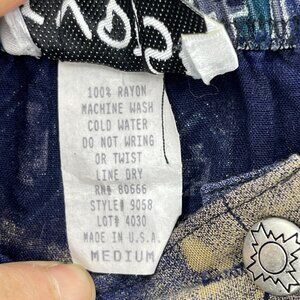 100% RAYON
MACHINE WASH
COLD WATER
DO NOT WRING
OR TWIST
LINE DRY
RN# 80666
STYLE# 9058
LOT# 4030
MADE IN U.S.A.
MEDIUM